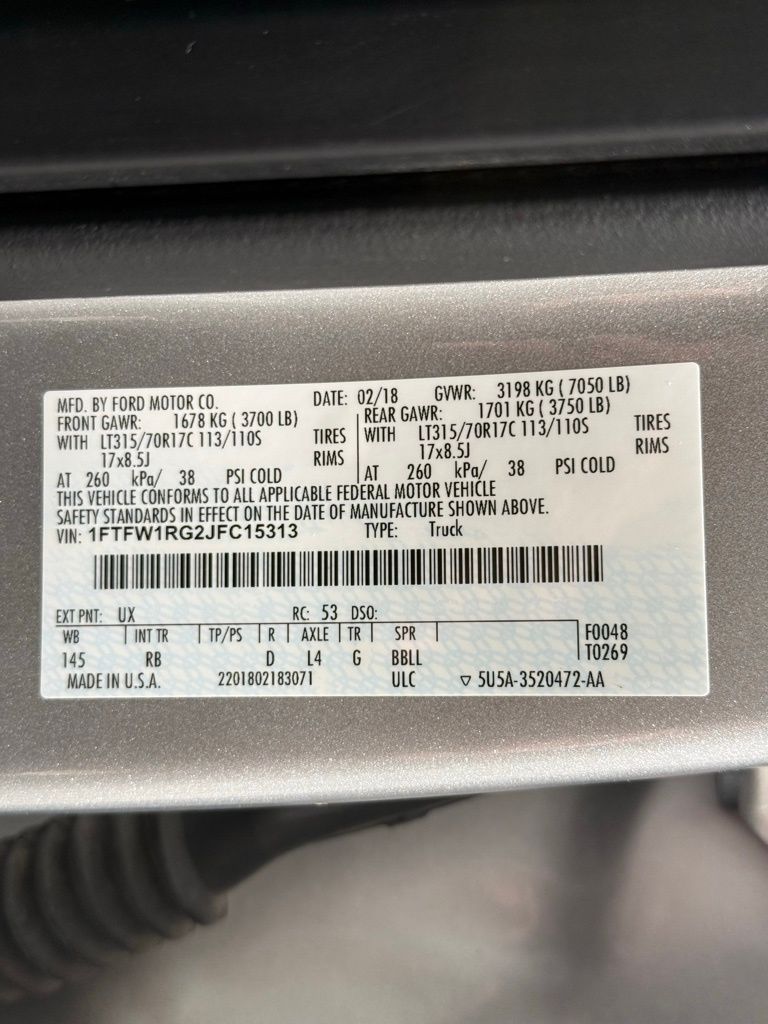 MFD. BY FORD MOTOR CO. DATE: 02/18 GVWR: 3198 KG ( 7050 LB)
FRONT GAWR: 1678 KG ( 3700 LB) REAR GAWR: 1701 KG ( 3750 LB)
WITH LT315/70R17C 113/110S TIRES WITH LT315/70R17C 113/110S TIRES
17x8.5J RIMS 17x8.5J RIMS
AT 260 kPa/ 38 PSI COLD AT 260 kPa/ 38 PSI COLD
THIS VEHICLE CONFORMS TO ALL APPLICABLE FEDERAL MOTOR VEHICLE
SAFETY STANDARDS IN EFFECT ON THE DATE OF MANUFACTURE SHOWN ABOVE.
VIN: 1FTFW1RG2JFC15313 TYPE: Truck
EXT PNT: UX RC: 53 DSO:
WB INT TR TP/PS R AXLE TR SPR F0048
145 RB D L4 G BBLL T0269
MADE IN U.S.A. 2201802183071 ULC ▽ 5U5A-3520472-AA